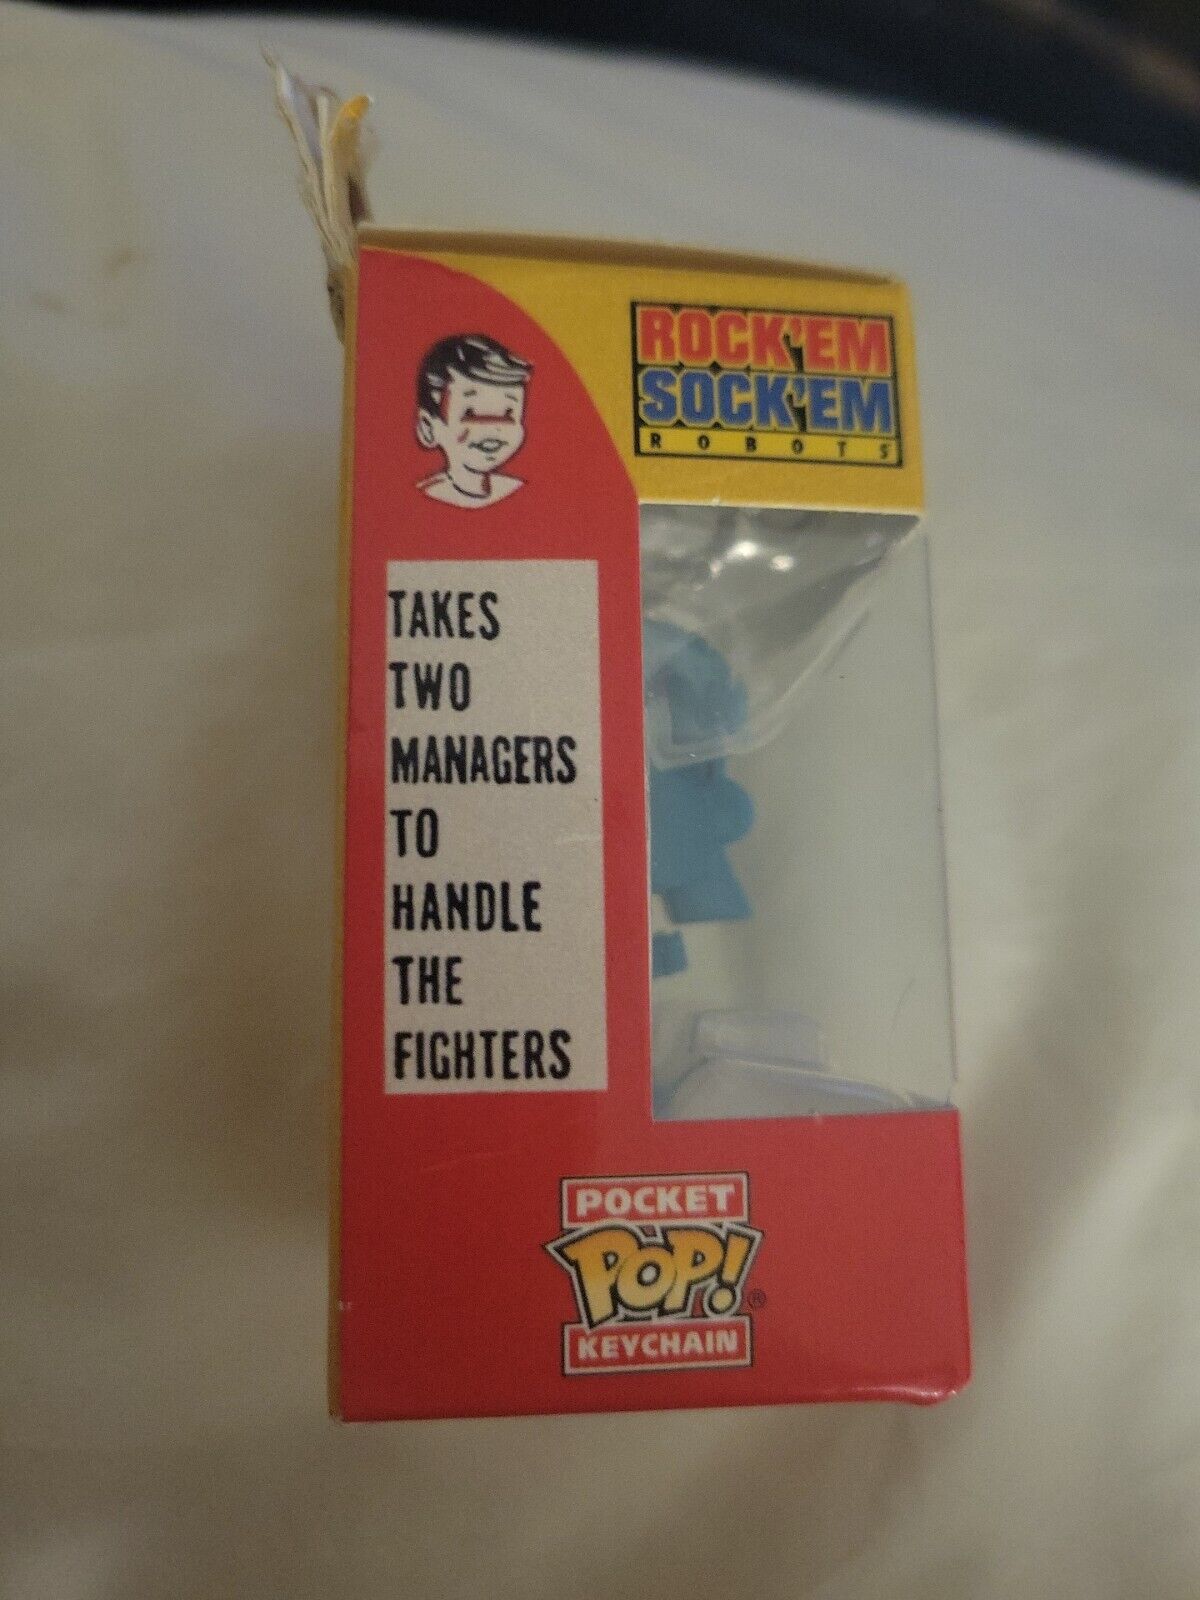 ROCK'EM
SOCK'EM
ROBOTS
TAKES
TWO
MANAGERS
TO
HANDLE
THE
FIGHTERS
POCKET
POP!®
KEYCHAIN